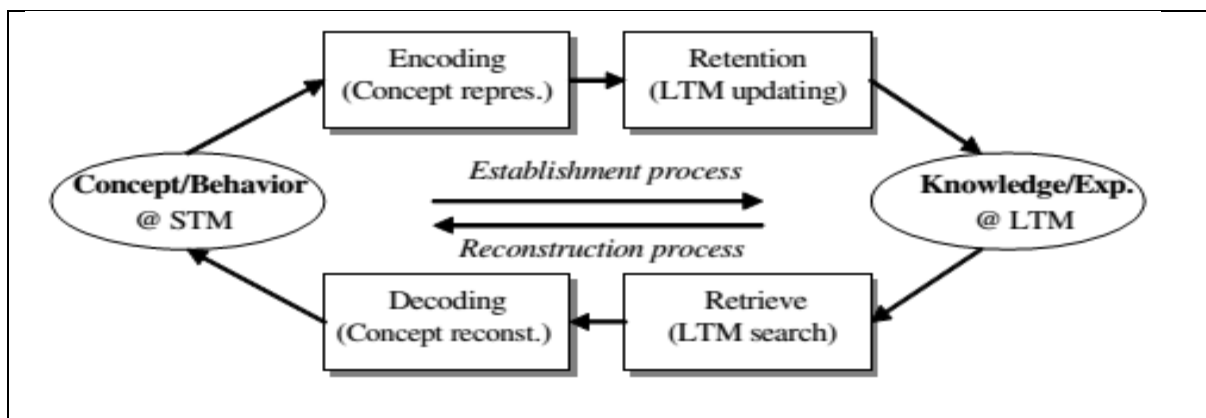 Encoding
(Concept repres.)
Retention
(LTM updating)
Concept/Behavior
@ STM
Establishment process
Reconstruction process
Knowledge/Exp.
@ LTM
Decoding
(Concept reconst.)
Retrieve
(LTM search)